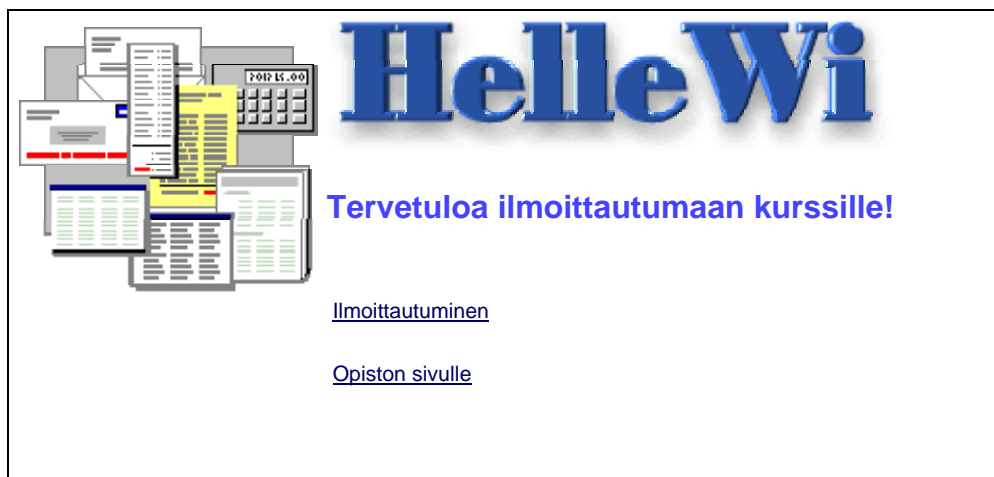 HelleWi
Tervetuloa ilmoittautumaan kurssille!
Ilmoittautuminen
Opiston sivulle